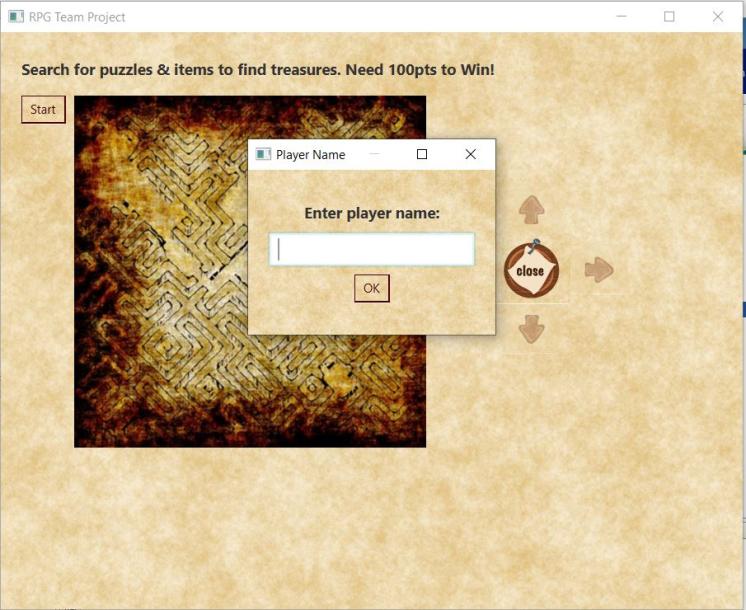 RPG Team Project
Search for puzzles & items to find treasures. Need 100pts to Win!
Start
Player Name
Enter player name:
OK
close